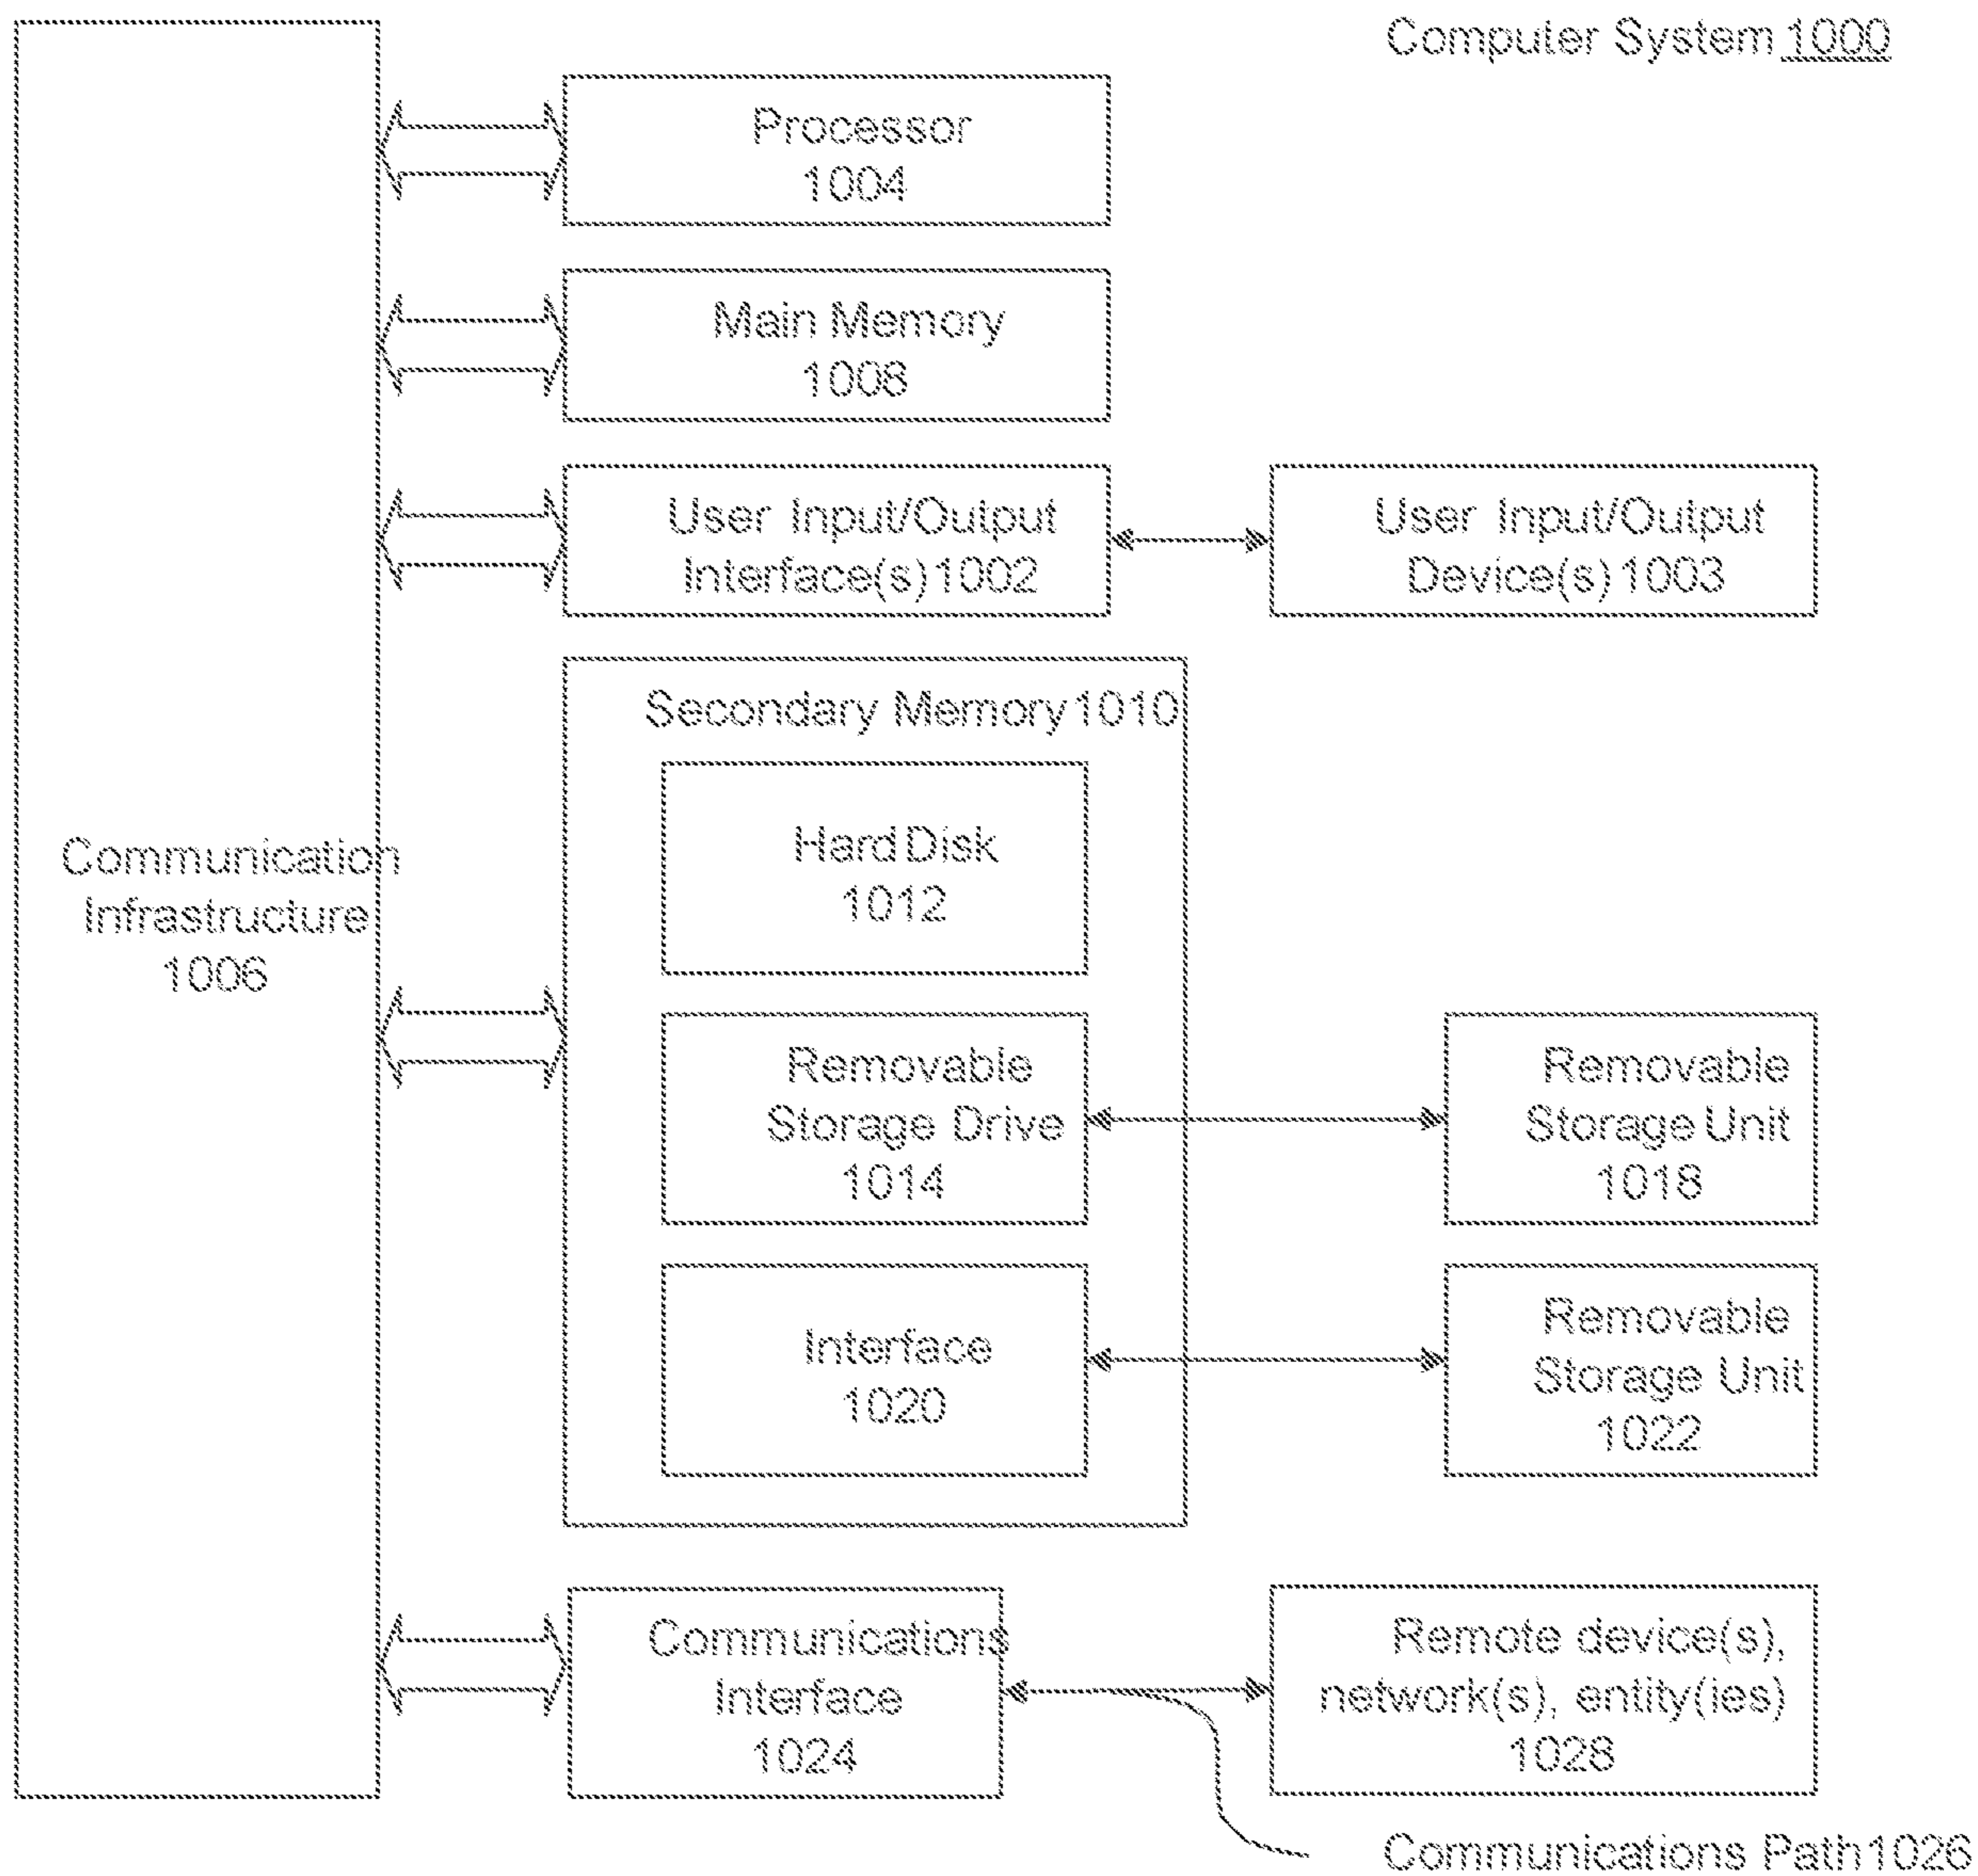 Computer System 1000
Processor
1004
Main Memory
1008
User Input/Output
Interface(s) 1002
User Input/Output
Device(s) 1003
Secondary Memory 1010
Hard Disk
1012
Communication
Infrastructure
1006
Removable
Storage Drive
1014
Removable
Storage Unit
1018
Interface
1020
Removable
Storage Unit
1022
Communications
Interface
1024
Remote device(s),
network(s), entity(ies)
1028
Communications Path 1026